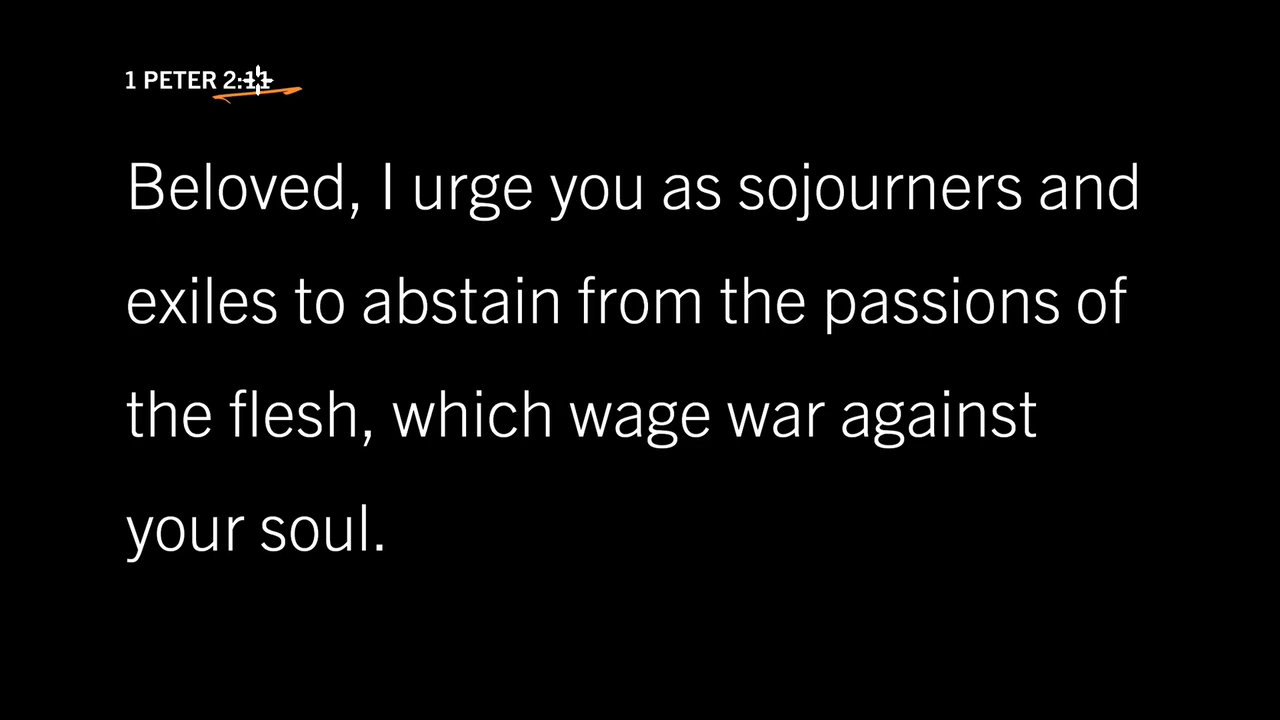 1 PETER 2:11
Beloved, I urge you as sojourners and
exiles to abstain from the passions of
the flesh, which wage war against
your soul.